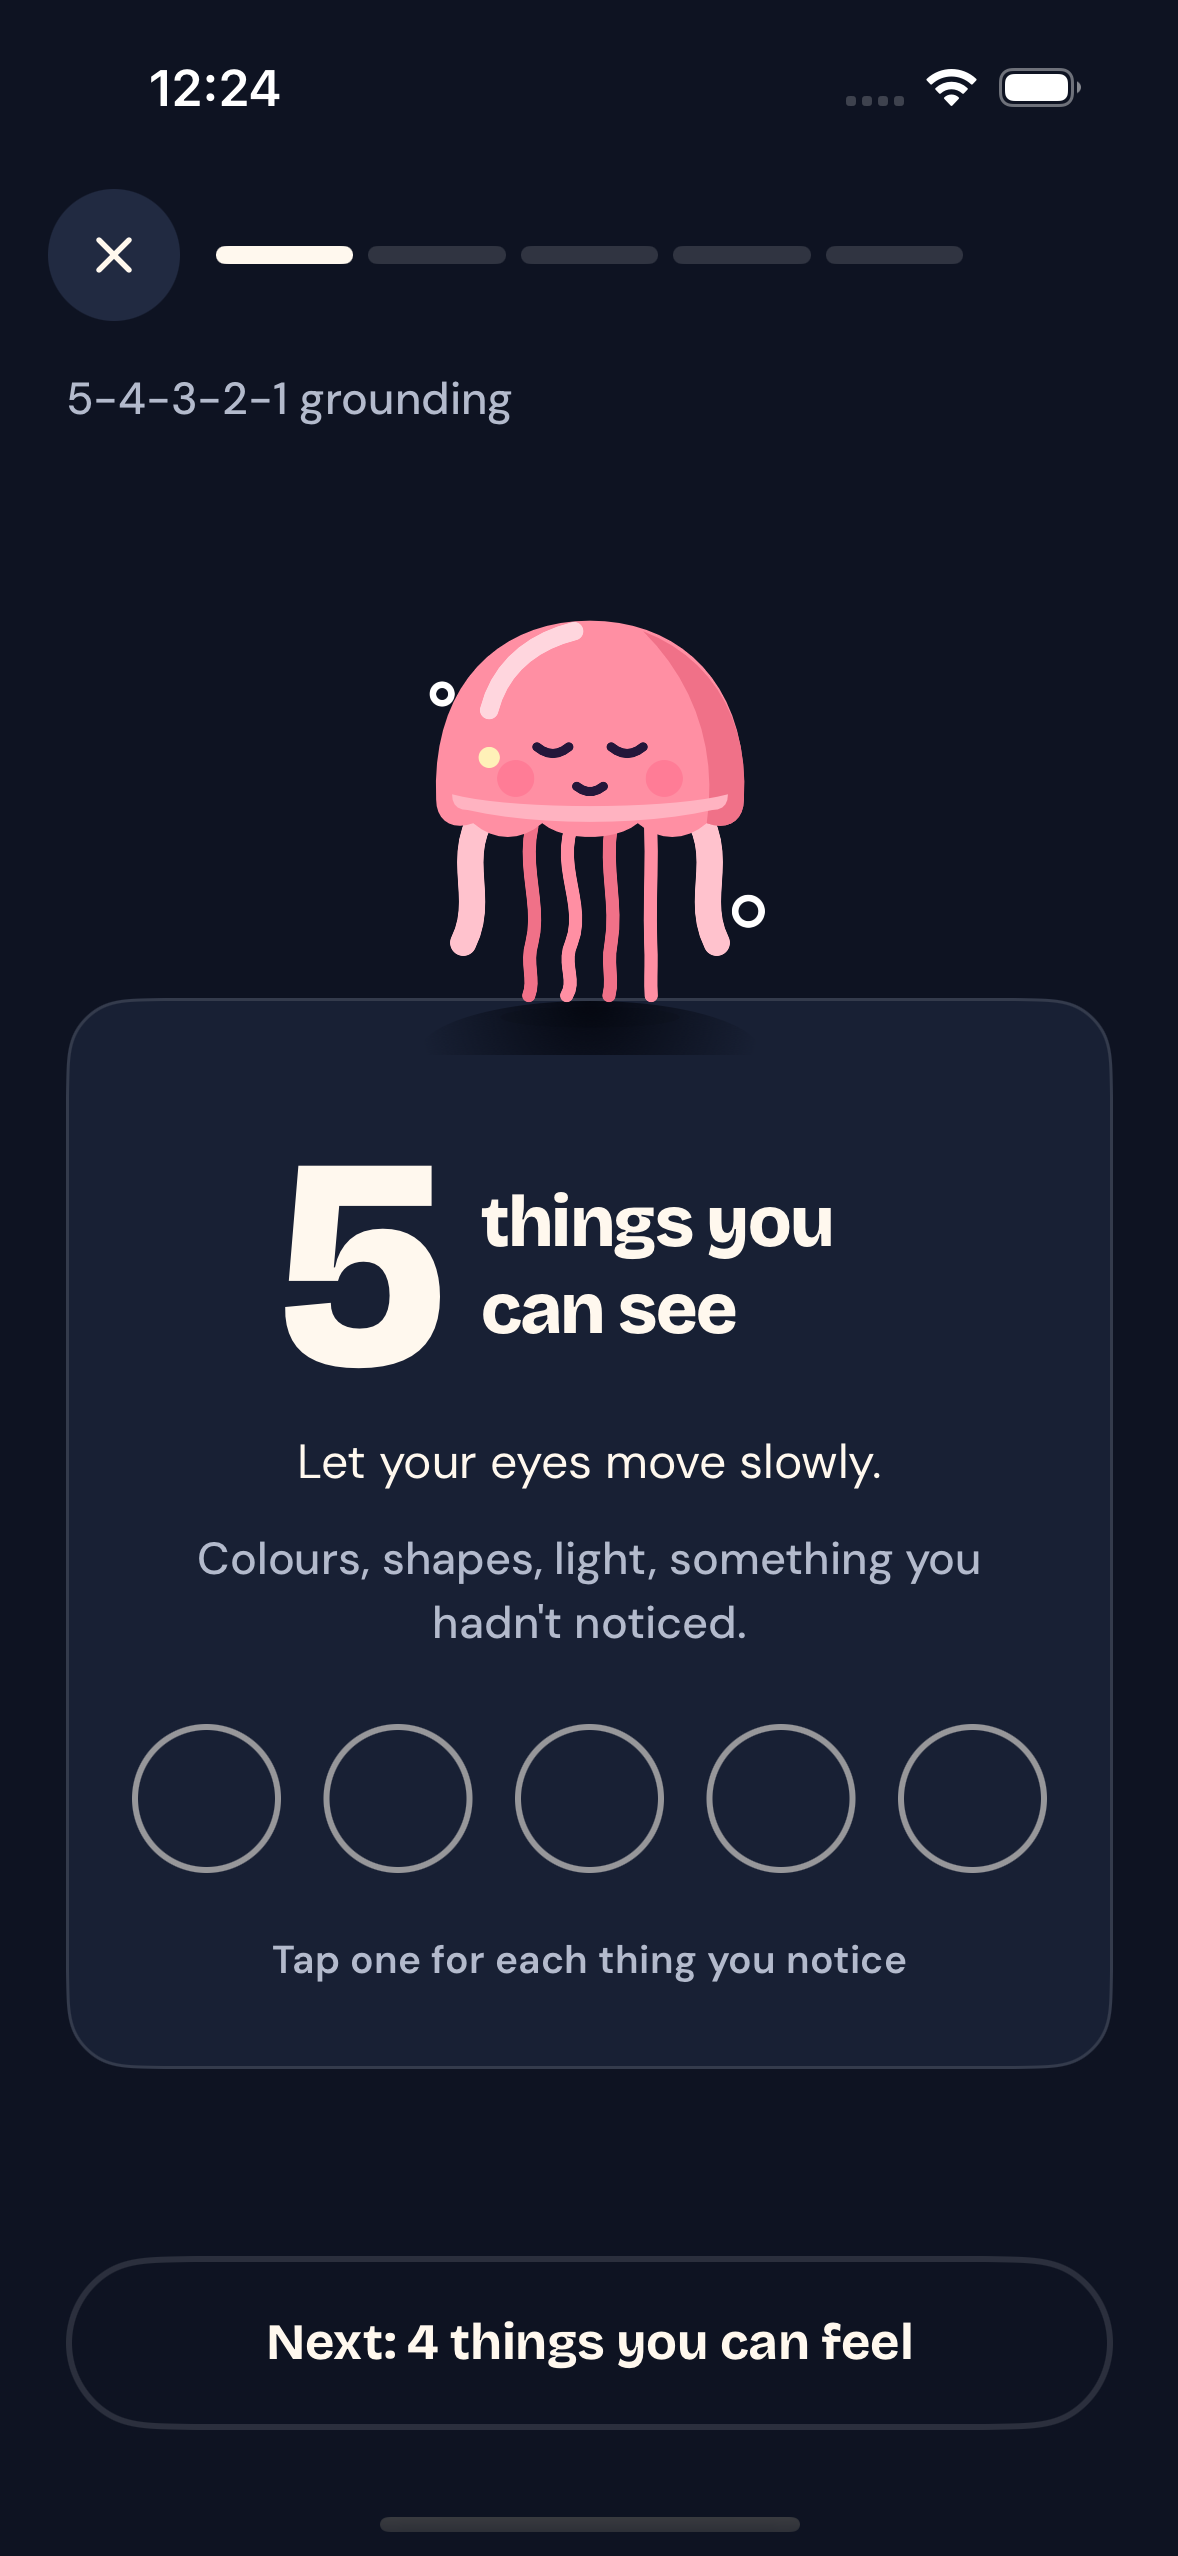 12:24
5-4-3-2-1 grounding
5
things you
can see
Let your eyes move slowly.
Colours, shapes, light, something you
hadn't noticed.
Tap one for each thing you notice
Next: 4 things you can feel